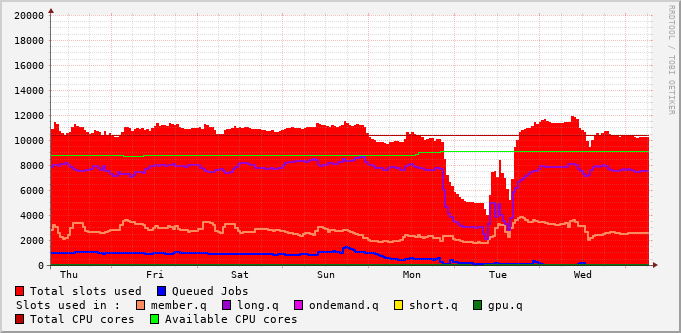 20000
18000
16000
14000
12000
10000
8000
6000
4000
2000
0
Thu Fri Sat Sun Mon Tue Wed
RRDTOOL / TOBI OETIKER
Total slots used Queued Jobs
Slots used in : member.q long.q ondemand.q short.q gpu.q
Total CPU cores Available CPU cores